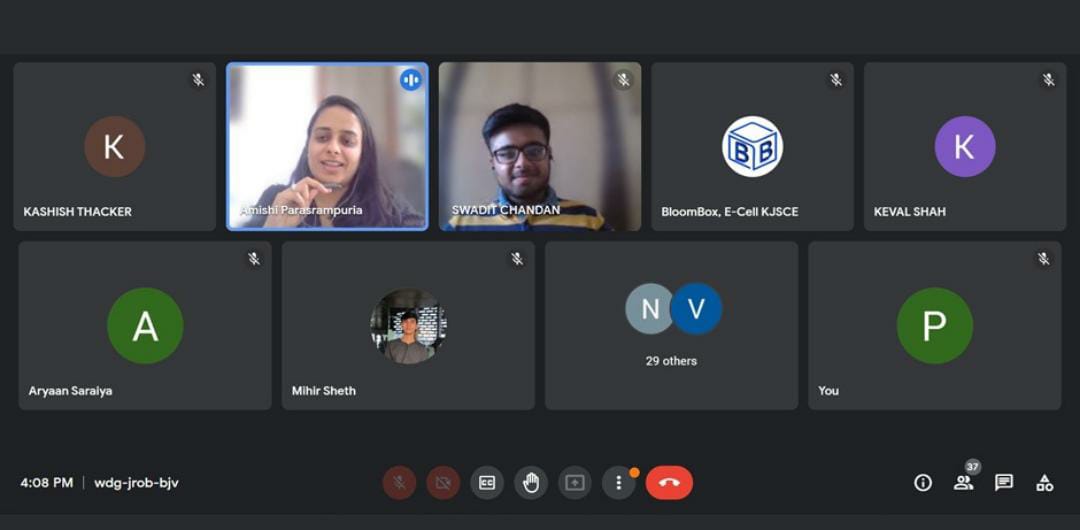 K
KASHISH THACKER
Amishi Parasrampuria
SWADIT CHANDAN
BB
BloomBox, E-Cell KJSCE
K
KEVAL SHAH
A
Aryaan Saraiya
Mihir Sheth
N V
29 others
P
You
4:08 PM | wdg-jrob-bjv
CC
37